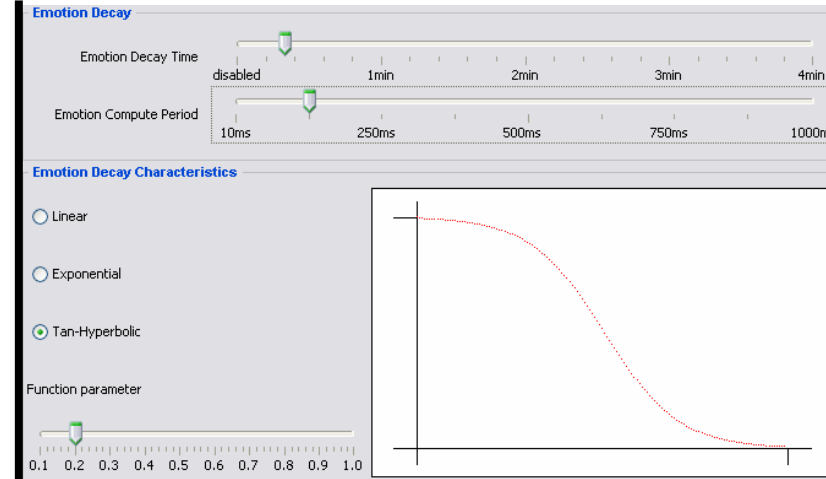 Emotion Decay
Emotion Decay Time
disabled 1min 2min 3min 4min
Emotion Compute Period
10ms 250ms 500ms 750ms 1000m
Emotion Decay Characteristics
Linear
Exponential
Tan-Hyperbolic
Function parameter
0.1 0.2 0.3 0.4 0.5 0.6 0.7 0.8 0.9 1.0